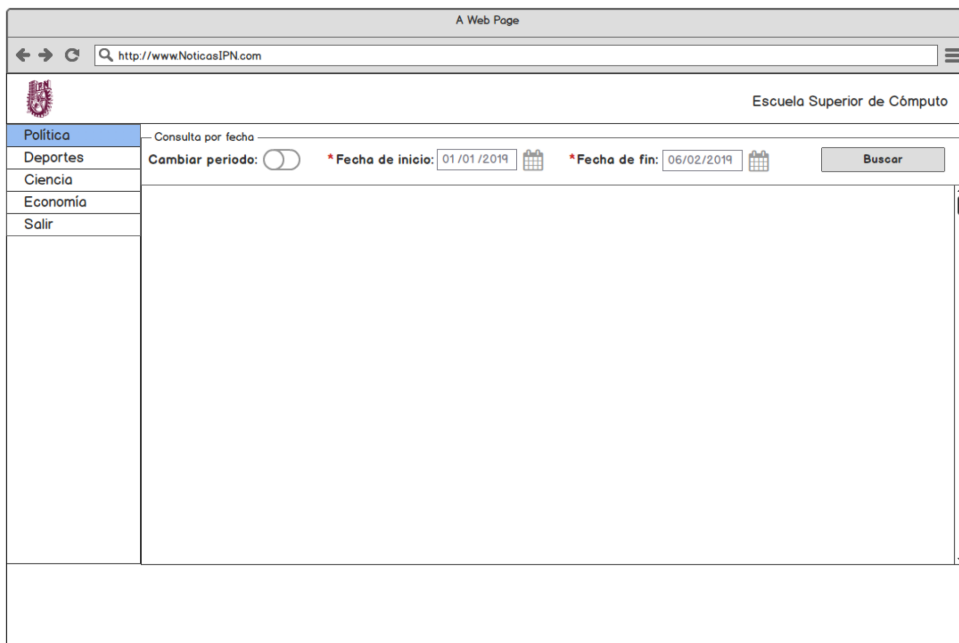 A Web Page
http://www.NoticasIPN.com
IPN
Escuela Superior de Cómputo
Política
Deportes
Ciencia
Economía
Salir
Consulta por fecha
Cambiar periodo: *Fecha de inicio: 01/01/2019 *Fecha de fin: 06/02/2019 Buscar